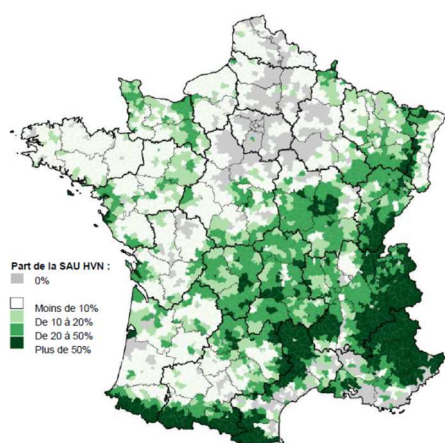 Part de la SAU HVN :
0%
Moins de 10%
De 10 à 20%
De 20 à 50%
Plus de 50%